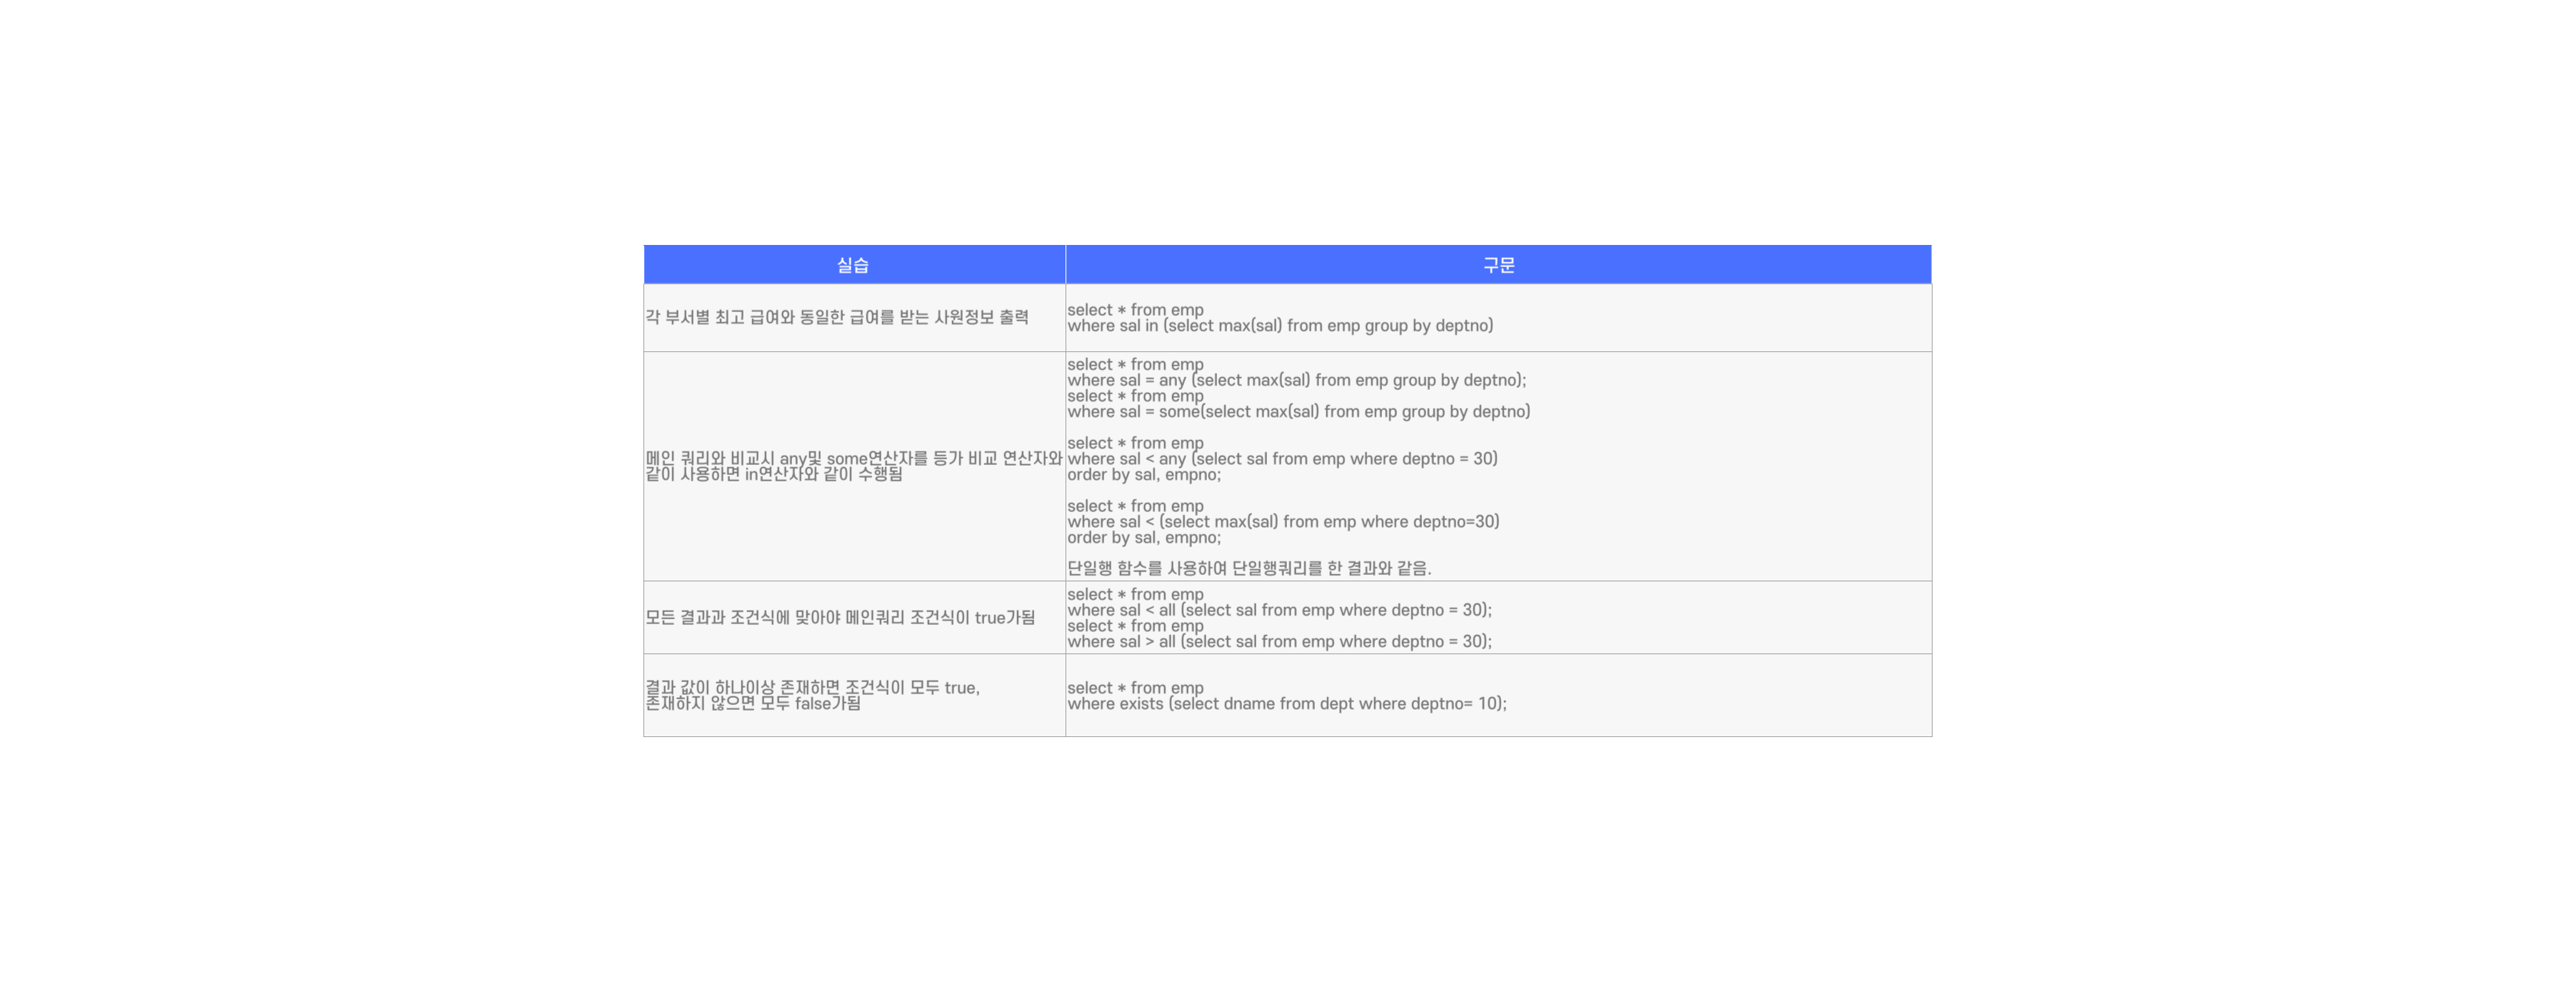 실습
구문
각 부서별 최고 급여와 동일한 급여를 받는 사원정보 출력
select * from emp
where sal in (select max(sal) from emp group by deptno)
메인 쿼리와 비교시 any및 some연산자를 등가 비교 연산자와
같이 사용하면 in연산자와 같이 수행됨
select * from emp
where sal = any (select max(sal) from emp group by deptno);
select * from emp
where sal = some(select max(sal) from emp group by deptno)
select * from emp
where sal < any (select sal from emp where deptno = 30)
order by sal, empno;
select * from emp
where sal < (select max(sal) from emp where deptno=30)
order by sal, empno;
단일행 함수를 사용하여 단일행쿼리를 한 결과와 같음.
모든 결과과 조건식에 맞아야 메인쿼리 조건식이 true가됨
select * from emp
where sal < all (select sal from emp where deptno = 30);
select * from emp
where sal > all (select sal from emp where deptno = 30);
결과 값이 하나이상 존재하면 조건식이 모두 true,
존재하지 않으면 모두 false가됨
select * from emp
where exists (select dname from dept where deptno= 10);